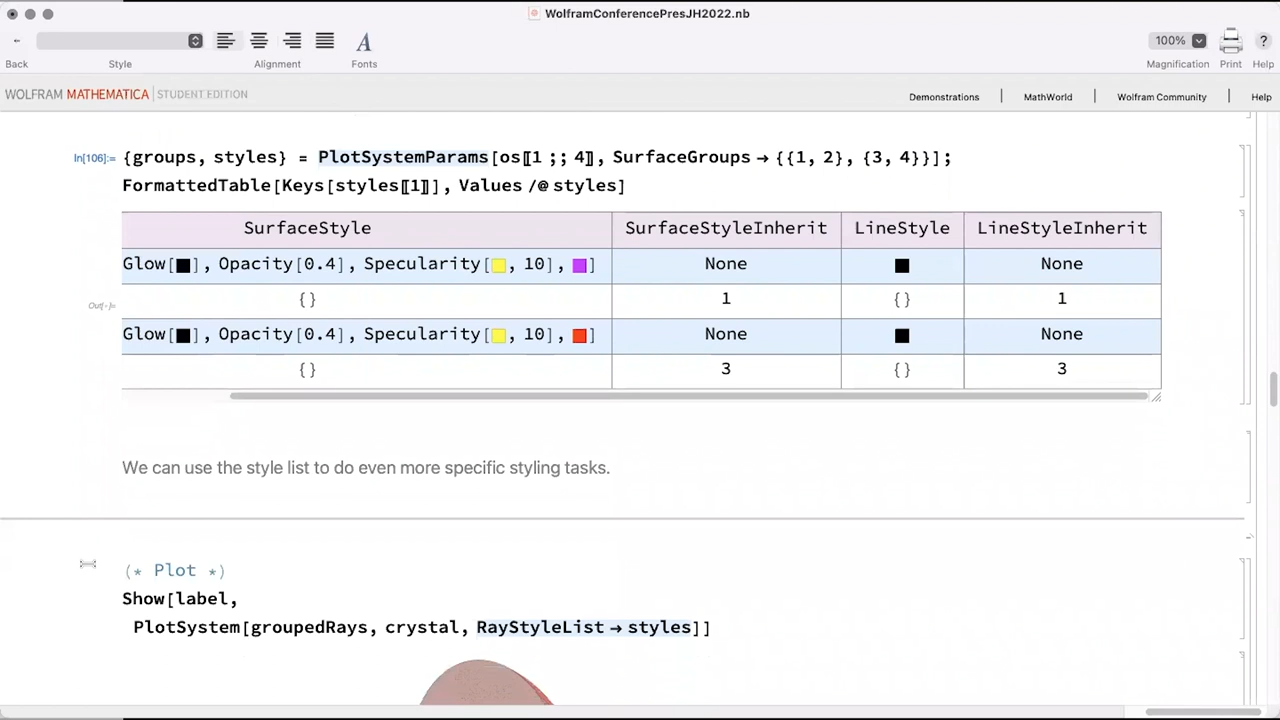 WolframConferencePresJH2022.nb
100%
Back Style Alignment Fonts Magnification Print Help
WOLFRAM MATHEMATICA | STUDENT EDITION Demonstrations | MathWorld | Wolfram Community | Help
In[106]:= {groups, styles} = PlotSystemParams[os[[1 ;; 4]], SurfaceGroups → {{1, 2}, {3, 4}}];
FormattedTable[Keys[styles[[1]]], Values /@ styles]
SurfaceStyle SurfaceStyleInherit LineStyle LineStyleInherit
Glow[■], Opacity[0.4], Specularity[■, 10], ■] None ■ None
{} 1 {} 1
Out[-]=
Glow[■], Opacity[0.4], Specularity[■, 10], ■] None ■ None
{} 3 {} 3
We can use the style list to do even more specific styling tasks.
(* Plot *)
Show[label,
PlotSystem[groupedRays, crystal, RayStyleList → styles]]